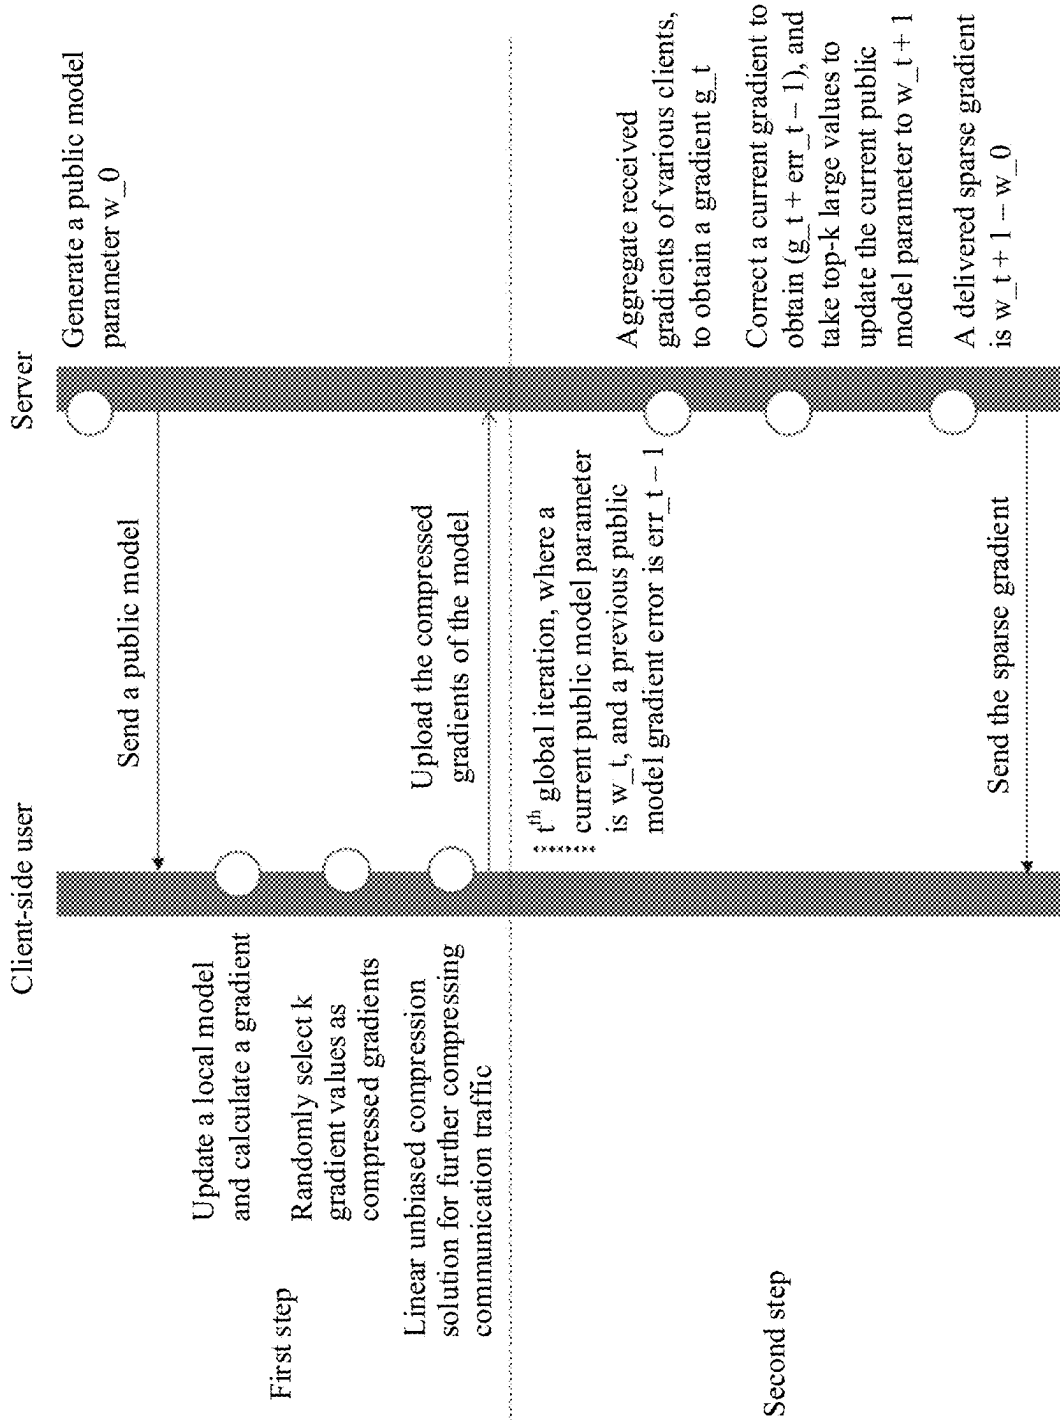 Client-side user
Server
First step
Generate a public model
parameter w_0
Send a public model
Update a local model
and calculate a gradient
Randomly select k
gradient values as
compressed gradients
Linear unbiased compression
solution for further compressing
communication traffic
Upload the compressed
gradients of the model
Second step
tth global iteration, where a
current public model parameter
is w_t, and a previous public
model gradient error is err_t – 1
Aggregate received
gradients of various clients,
to obtain a gradient g_t
Correct a current gradient to
obtain (g_t + err_t – 1), and
take top-k large values to
update the current public
model parameter to w_t + 1
A delivered sparse gradient
is w_t + 1 – w_0
Send the sparse gradient